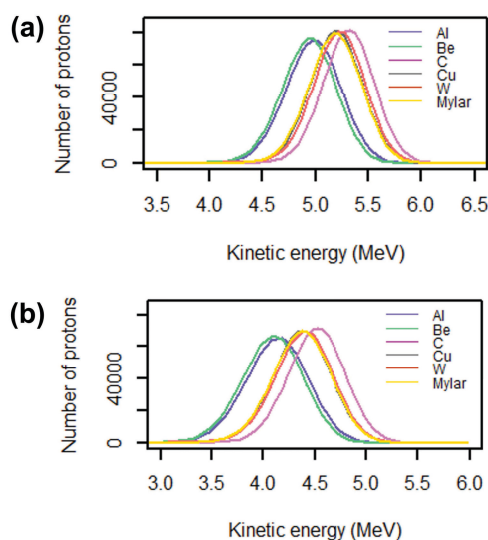 (a)
Number of protons
40000
0
Al
Be
C
Cu
W
Mylar
3.5 4.0 4.5 5.0 5.5 6.0 6.5
Kinetic energy (MeV)
(b)
Number of protons
40000
0
Al
Be
C
Cu
W
Mylar
3.0 3.5 4.0 4.5 5.0 5.5 6.0
Kinetic energy (MeV)